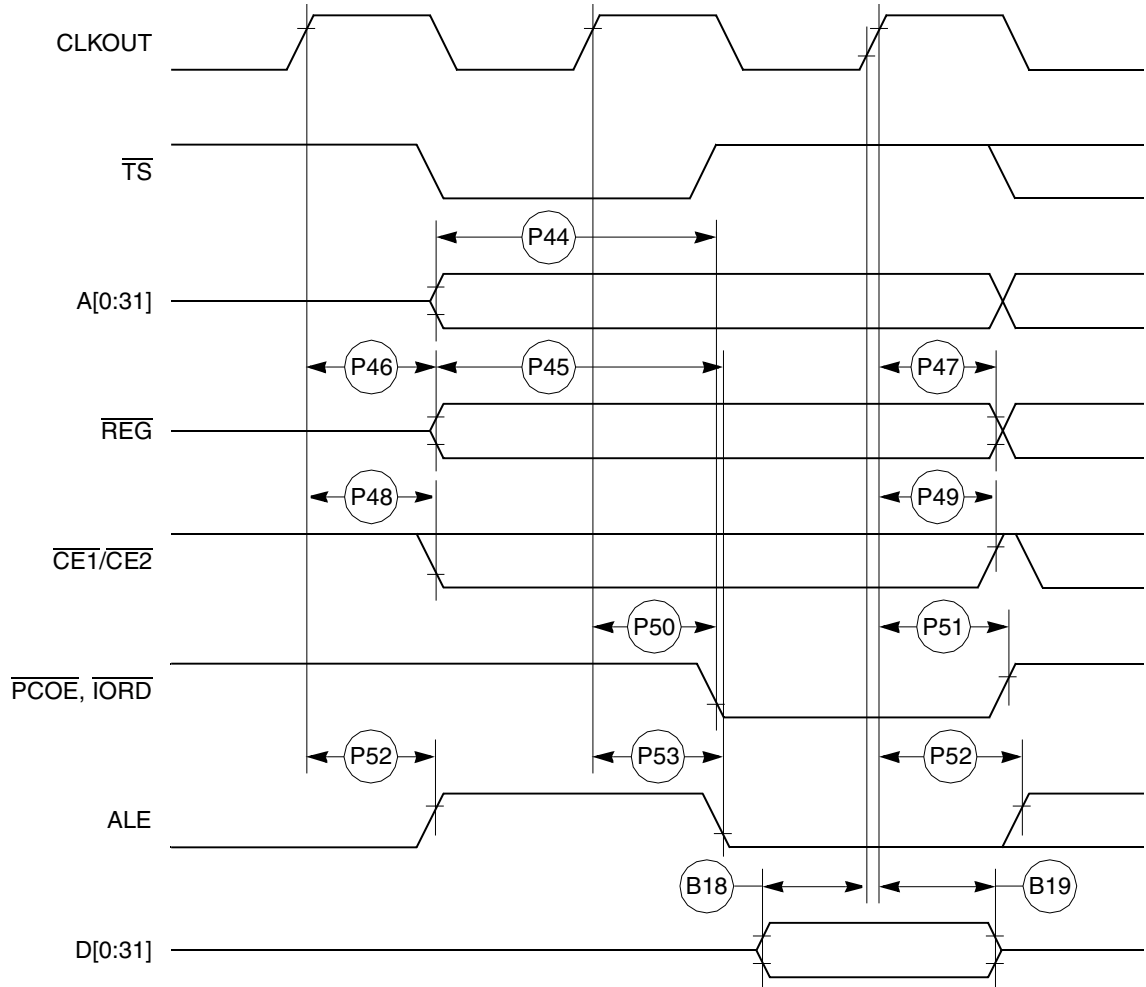 CLKOUT
TS
P44
A[0:31]
P46 P45 P47
REG
P48 P49
CE1/CE2
P50 P51
PCOE, IORD
P52 P53 P52
ALE
B18 B19
D[0:31]